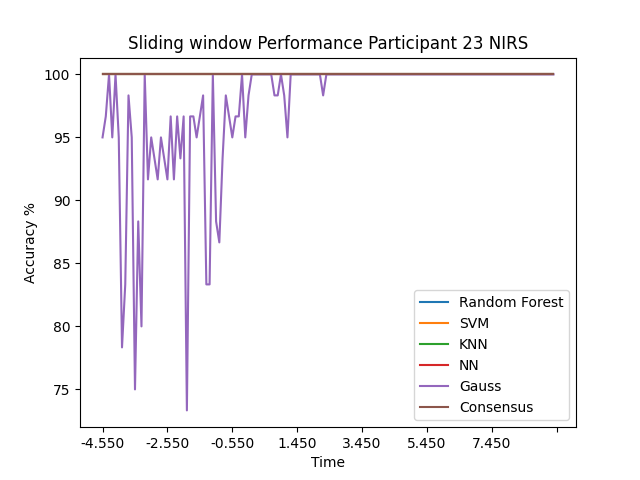 Sliding window Performance Participant 23 NIRS
100
95
90
85
80
75
Accuracy %
Random Forest
SVM
KNN
NN
Gauss
Consensus
-4.550 -2.550 -0.550 1.450 3.450 5.450 7.450
Time